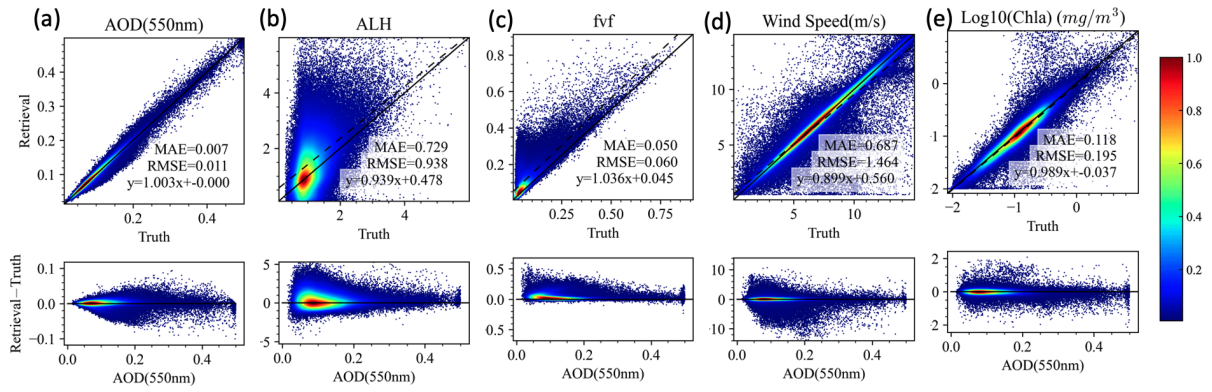 (a) AOD(550nm)
(b) ALH
(c) fvf
(d) Wind Speed(m/s)
(e) Log10(Chla) (mg/m³)
Retrieval
0.5
0.4
0.3
0.2
0.1
MAE=0.007
RMSE=0.011
y=1.003x+-0.000
0.2 0.4
Truth
4
2
MAE=0.729
RMSE=0.938
y=0.939x+0.478
2 4
Truth
0.8
0.6
0.4
0.2
MAE=0.050
RMSE=0.060
y=1.036x+0.045
0.25 0.50 0.75
Truth
10
5
MAE=0.687
RMSE=1.464
y=0.899x+0.560
5 10
Truth
0
-1
-2
MAE=0.118
RMSE=0.195
y=0.989x+-0.037
-2 -1 0
Truth
1.0
0.8
0.6
0.4
0.2
Retrieval−Truth
0.1
0.0
−0.1
0.0 0.2 0.4
AOD(550nm)
5
0
−5
0.0 0.2 0.4
AOD(550nm)
0.5
0.0
0.5
0.0 0.2 0.4
AOD(550nm)
10
0
−10
0.0 0.2 0.4
AOD(550nm)
2
0
−2
0.0 0.2 0.4
AOD(550nm)